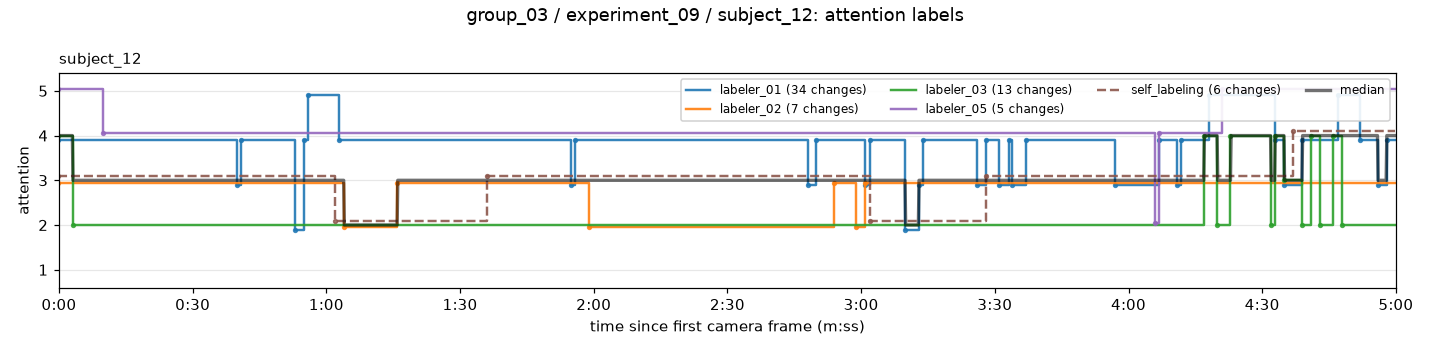 group_03 / experiment_09 / subject_12: attention labels
subject_12
labeler_01 (34 changes)
labeler_02 (7 changes)
labeler_03 (13 changes)
labeler_05 (5 changes)
self_labeling (6 changes)
median
attention
5
4
3
2
1
0:00 0:30 1:00 1:30 2:00 2:30 3:00 3:30 4:00 4:30 5:00
time since first camera frame (m:ss)